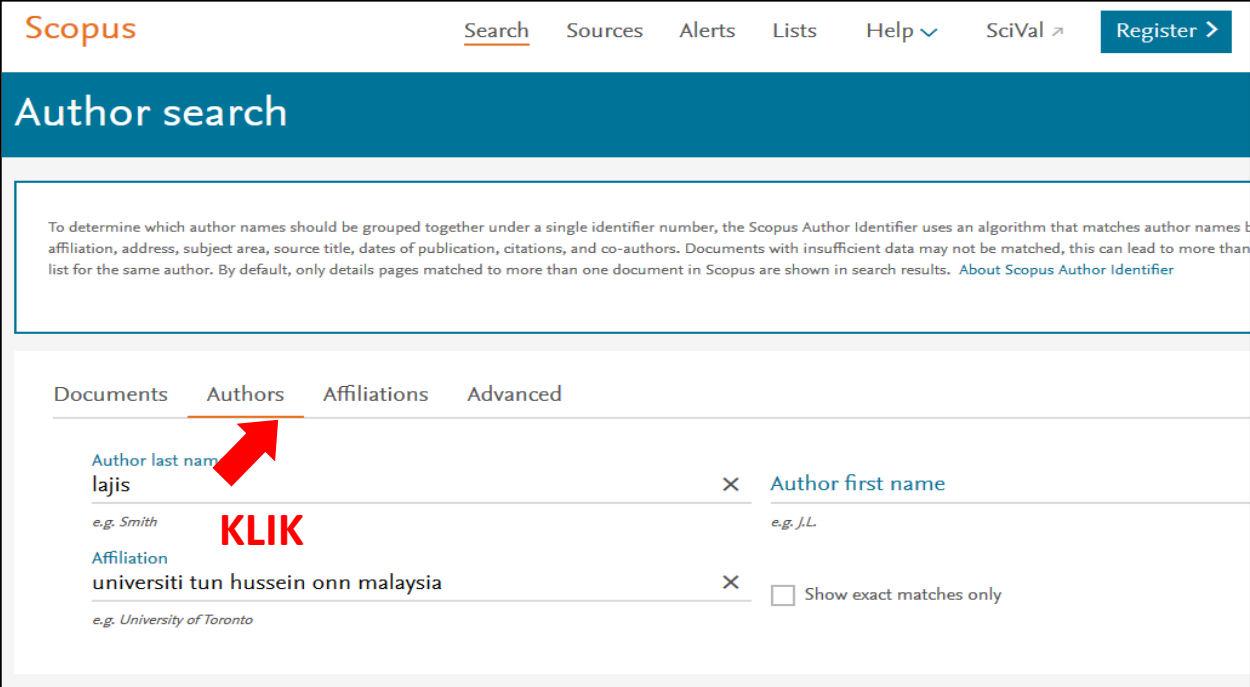 Scopus
Search Sources Alerts Lists Help SciVal Register
Author search
To determine which author names should be grouped together under a single identifier number, the Scopus Author Identifier uses an algorithm that matches author names
affiliation, address, subject area, source title, dates of publication, citations, and co-authors. Documents with insufficient data may not be matched, this can lead to more than
list for the same author. By default, only details pages matched to more than one document in Scopus are shown in search results. About Scopus Author Identifier
Documents Authors Affiliations Advanced
Author last nam
lajis
Author first name
e.g. Smith
e.g. J.L.
KLIK
Affiliation
universiti tun hussein onn malaysia
Show exact matches only
e.g. University of Toronto